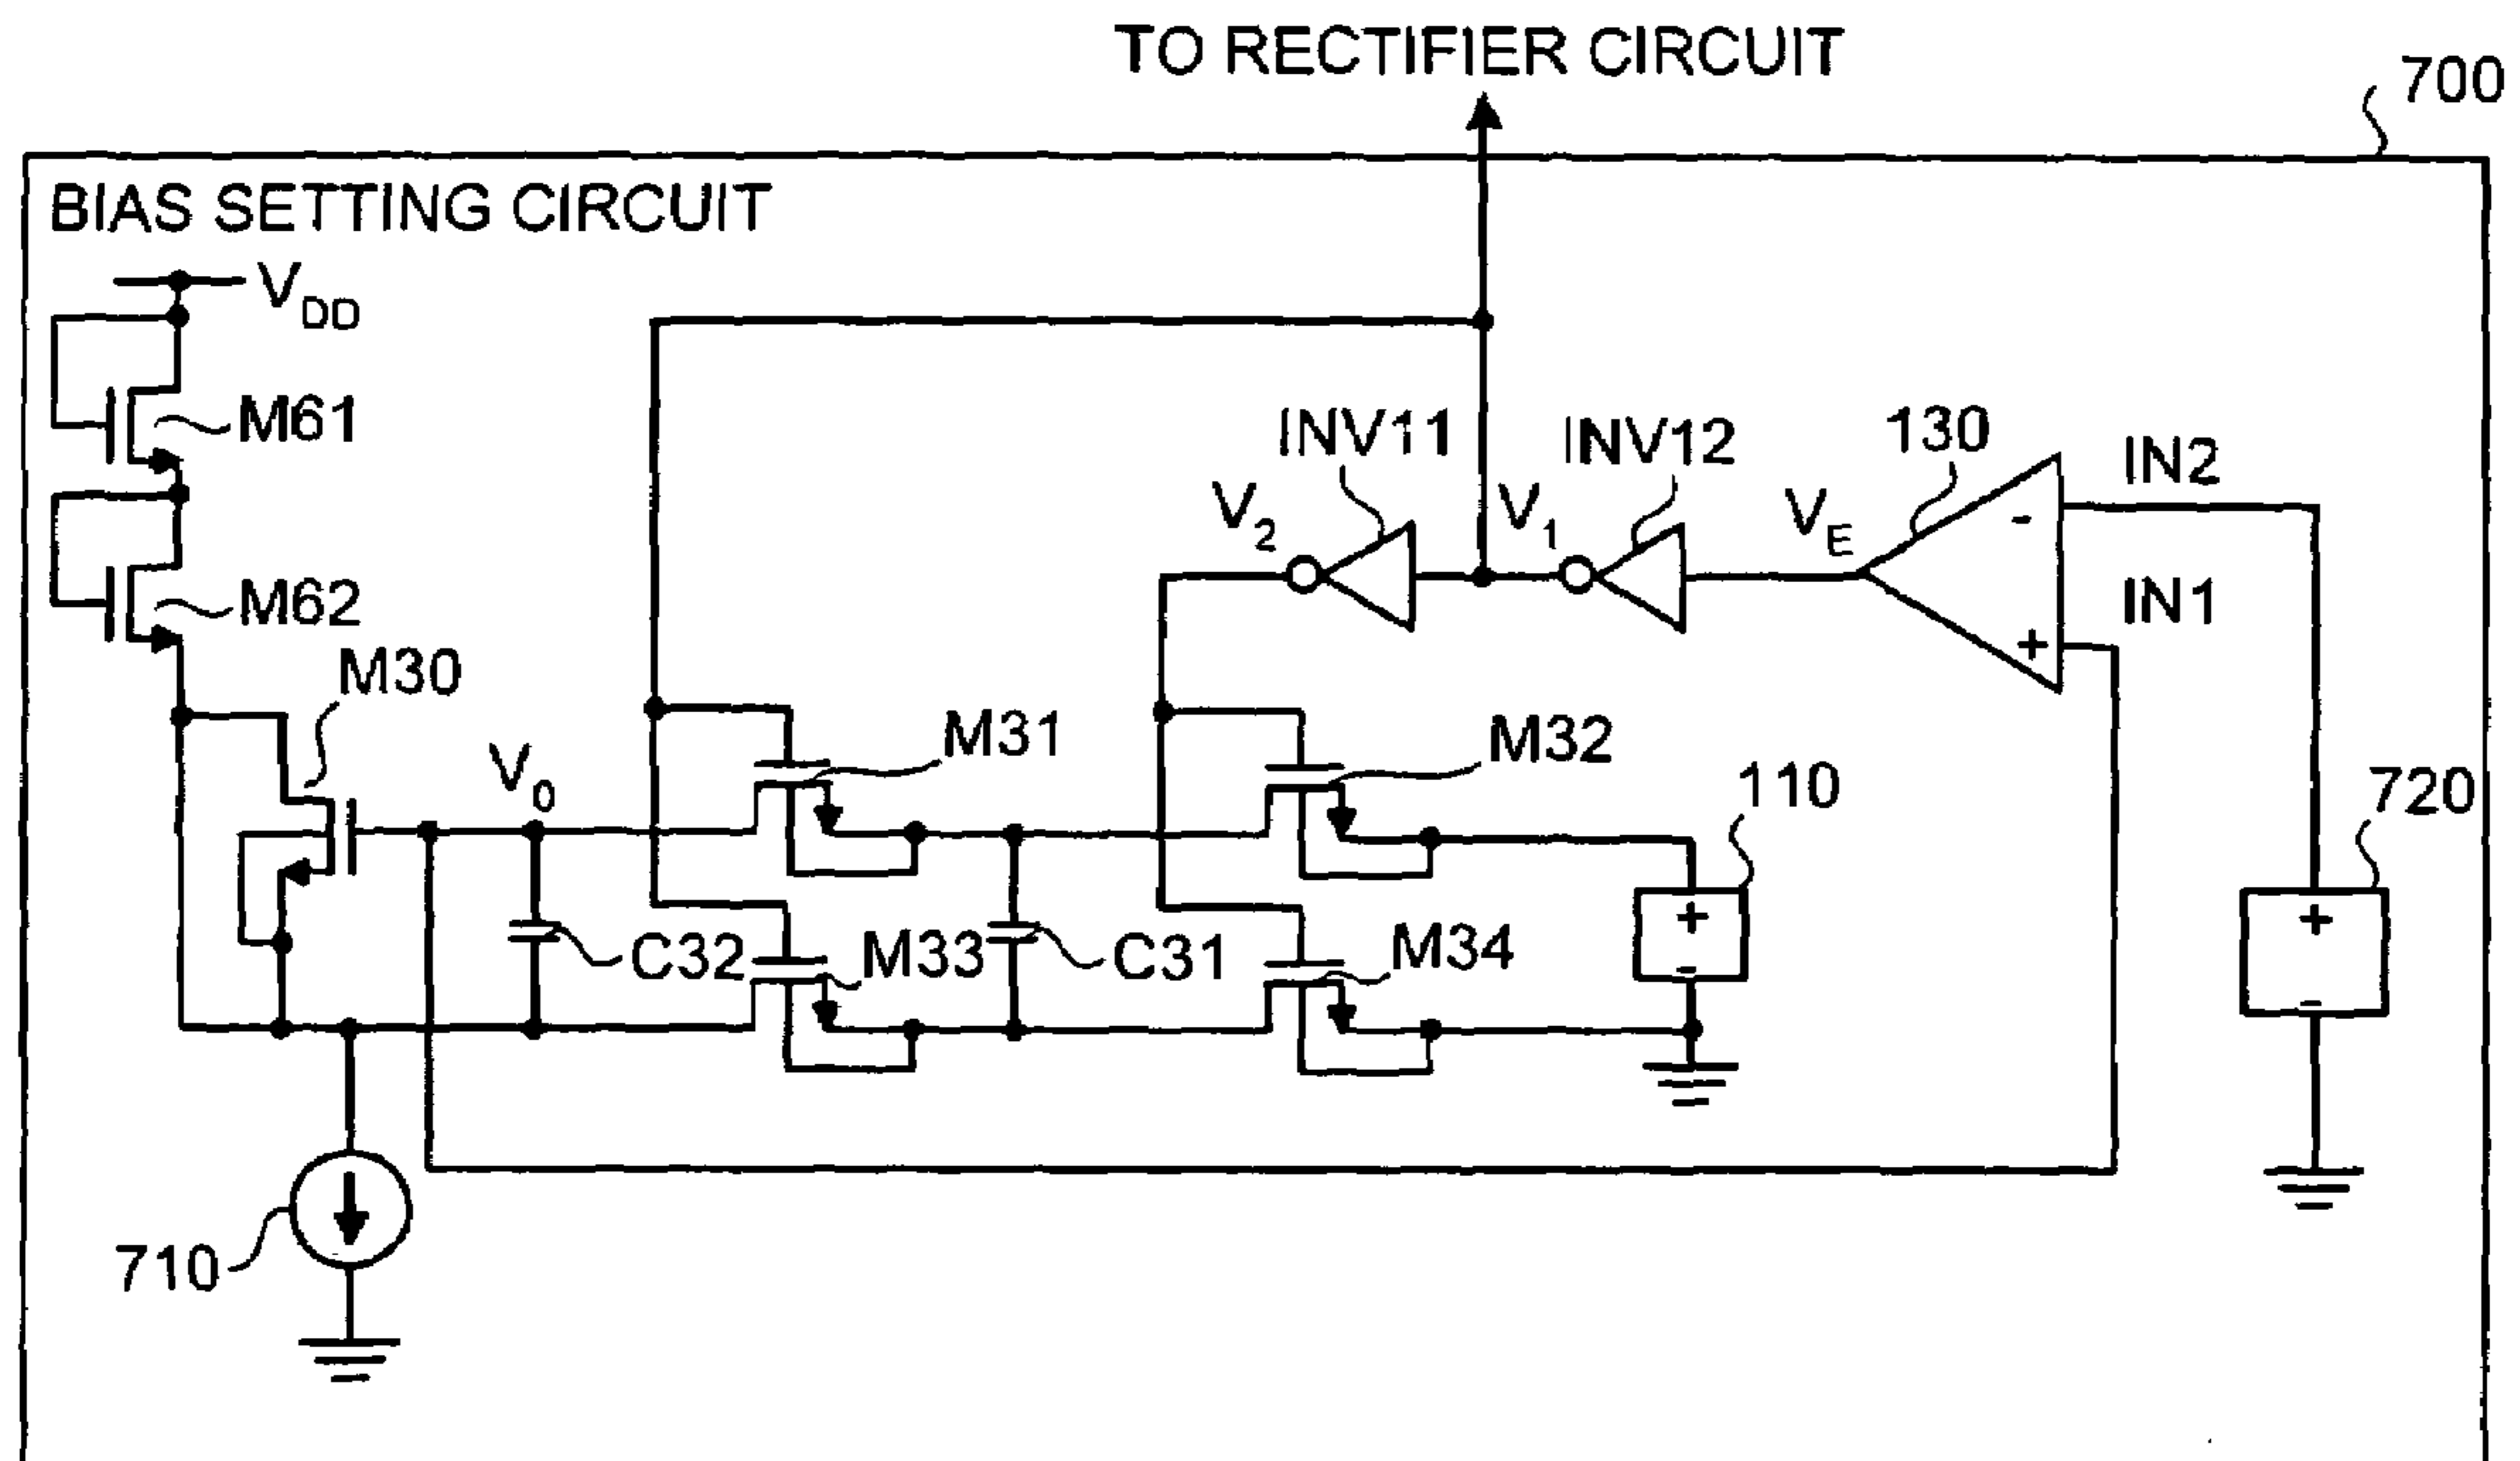 TO RECTIFIER CIRCUIT
700
BIAS SETTING CIRCUIT
VDD
M61
INV11
INV12
130
IN2
V2
V1
VE
-
IN1
M62
+
M30
V0
M31
M32
110
720
+
+
C32
M33
C31
M34
-
-
710